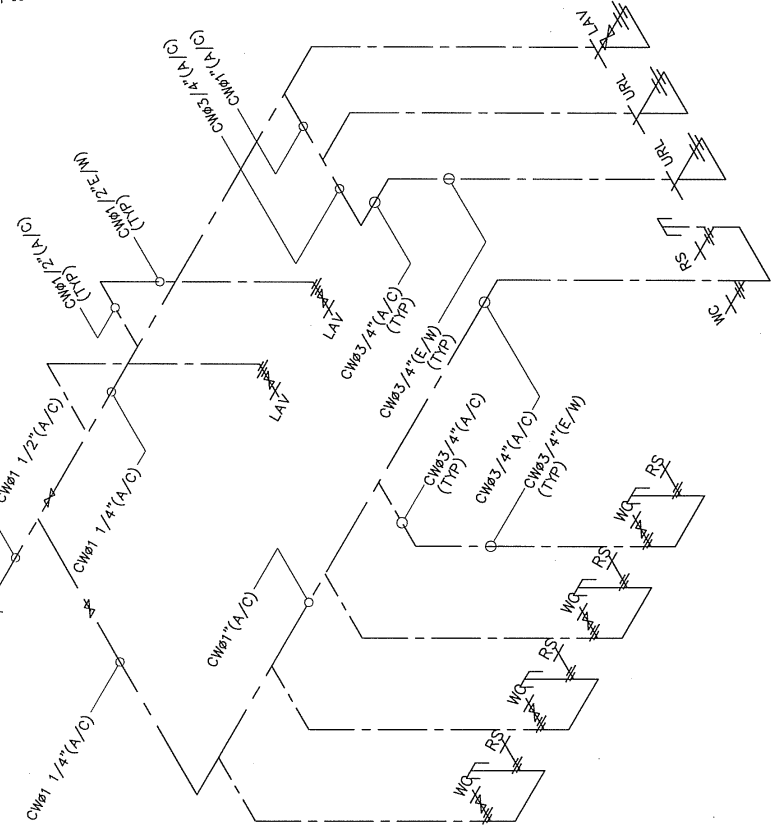 LAV
CWø3/4"(A/C)
CWø1"(A/C)
URL
URL
CWø1/2"E/W)
(TYP)
CWø1/2"(A/C)
(TYP)
RS
WC
LAV
CWø3/4"(A/C)
(TYP)
CWø3/4"(E/W)
(TYP)
LAV
CWø1 1/2"(A/C)
CWø1 1/4"(A/C)
CWø3/4"(A/C)
(TYP)
CWø3/4"(A/C)
CWø3/4"(E/W)
(TYP)
RS
WC
RS
WC
RS
WC
RS
WC
CWø1"(A/C)
CWø1 1/4"(A/C)